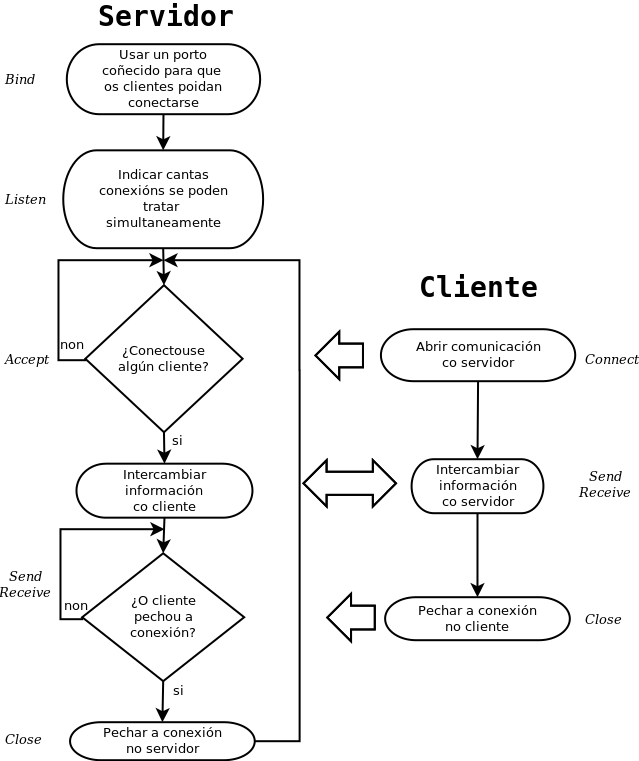 Servidor
Bind
Usar un porto
coñecido para que
os clientes poidan
conectarse
Listen
Indicar cantas
conexións se poden
tratar
simultaneamente
non
Accept
¿Conectouse
algún cliente?
si
Intercambiar
información
co cliente
Send
Receive
non
¿O cliente
pechou a
conexión?
si
Close
Pechar a conexión
no servidor
Cliente
Abrir comunicación
co servidor
Connect
Intercambiar
información
co servidor
Send
Receive
Pechar a conexión
no cliente
Close